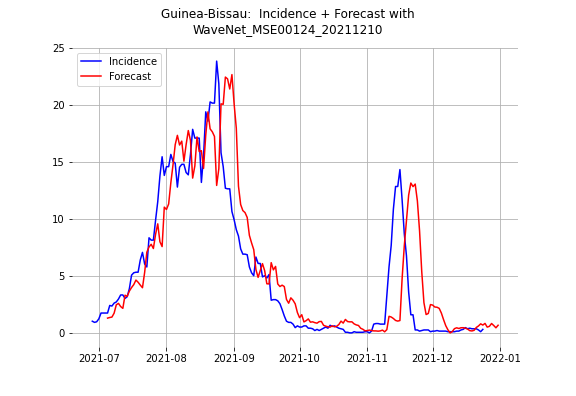 Guinea-Bissau:  Incidence + Forecast with
WaveNet_MSE00124_20211210
Incidence
Forecast
25
20
15
10
5
0
2021-07 2021-08 2021-09 2021-10 2021-11 2021-12 2022-01